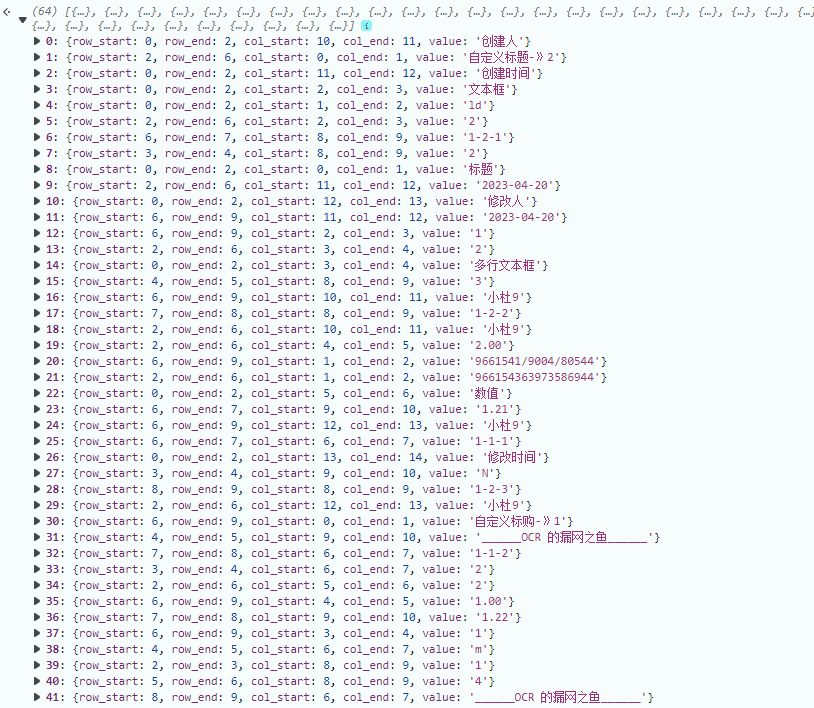 (64) [{…}, {…}, {…}, {…}, {…}, {…}, {…}, {…}, {…}, {…}, {…}, {…}, {…}, {…}, {…}, {…}, {…}, {…}, {…}, {…}, {…}, {…}, {…}, {…
{…}, {…}, {…}, {…}, {…}, {…}, {…}, {…}, {…}, {…}] i
0: {row_start: 0, row_end: 2, col_start: 10, col_end: 11, value: '创建人'}
1: {row_start: 2, row_end: 6, col_start: 0, col_end: 1, value: '自定义标题-》2'}
2: {row_start: 0, row_end: 2, col_start: 11, col_end: 12, value: '创建时间'}
3: {row_start: 0, row_end: 2, col_start: 2, col_end: 3, value: '文本框'}
4: {row_start: 0, row_end: 2, col_start: 1, col_end: 2, value: 'ld'}
5: {row_start: 2, row_end: 6, col_start: 2, col_end: 3, value: '2'}
6: {row_start: 6, row_end: 7, col_start: 8, col_end: 9, value: '1-2-1'}
7: {row_start: 3, row_end: 4, col_start: 8, col_end: 9, value: '2'}
8: {row_start: 0, row_end: 2, col_start: 0, col_end: 1, value: '标题'}
9: {row_start: 2, row_end: 6, col_start: 11, col_end: 12, value: '2023-04-20'}
10: {row_start: 0, row_end: 2, col_start: 12, col_end: 13, value: '修改人'}
11: {row_start: 6, row_end: 9, col_start: 11, col_end: 12, value: '2023-04-20'}
12: {row_start: 6, row_end: 9, col_start: 2, col_end: 3, value: '1'}
13: {row_start: 2, row_end: 6, col_start: 3, col_end: 4, value: '2'}
14: {row_start: 0, row_end: 2, col_start: 3, col_end: 4, value: '多行文本框'}
15: {row_start: 4, row_end: 5, col_start: 8, col_end: 9, value: '3'}
16: {row_start: 6, row_end: 9, col_start: 10, col_end: 11, value: '小杜9'}
17: {row_start: 7, row_end: 8, col_start: 8, col_end: 9, value: '1-2-2'}
18: {row_start: 2, row_end: 6, col_start: 10, col_end: 11, value: '小杜9'}
19: {row_start: 2, row_end: 6, col_start: 4, col_end: 5, value: '2.00'}
20: {row_start: 6, row_end: 9, col_start: 1, col_end: 2, value: '9661541/9004/80544'}
21: {row_start: 2, row_end: 6, col_start: 1, col_end: 2, value: '966154363973586944'}
22: {row_start: 0, row_end: 2, col_start: 5, col_end: 6, value: '数值'}
23: {row_start: 6, row_end: 7, col_start: 9, col_end: 10, value: '1.21'}
24: {row_start: 6, row_end: 9, col_start: 12, col_end: 13, value: '小杜9'}
25: {row_start: 6, row_end: 7, col_start: 6, col_end: 7, value: '1-1-1'}
26: {row_start: 0, row_end: 2, col_start: 13, col_end: 14, value: '修改时间'}
27: {row_start: 3, row_end: 4, col_start: 9, col_end: 10, value: 'N'}
28: {row_start: 8, row_end: 9, col_start: 8, col_end: 9, value: '1-2-3'}
29: {row_start: 2, row_end: 6, col_start: 12, col_end: 13, value: '小杜9'}
30: {row_start: 6, row_end: 9, col_start: 0, col_end: 1, value: '自定义标购-》1'}
31: {row_start: 4, row_end: 5, col_start: 9, col_end: 10, value: '______OCR 的漏网之鱼______'}
32: {row_start: 7, row_end: 8, col_start: 6, col_end: 7, value: '1-1-2'}
33: {row_start: 3, row_end: 4, col_start: 6, col_end: 7, value: '2'}
34: {row_start: 2, row_end: 6, col_start: 5, col_end: 6, value: '2'}
35: {row_start: 6, row_end: 9, col_start: 4, col_end: 5, value: '1.00'}
36: {row_start: 7, row_end: 8, col_start: 9, col_end: 10, value: '1.22'}
37: {row_start: 6, row_end: 9, col_start: 3, col_end: 4, value: '1'}
38: {row_start: 4, row_end: 5, col_start: 6, col_end: 7, value: 'm'}
39: {row_start: 2, row_end: 3, col_start: 8, col_end: 9, value: '1'}
40: {row_start: 5, row_end: 6, col_start: 8, col_end: 9, value: '4'}
41: {row_start: 8, row_end: 9, col_start: 6, col_end: 7, value: '______OCR 的漏网之鱼______'}